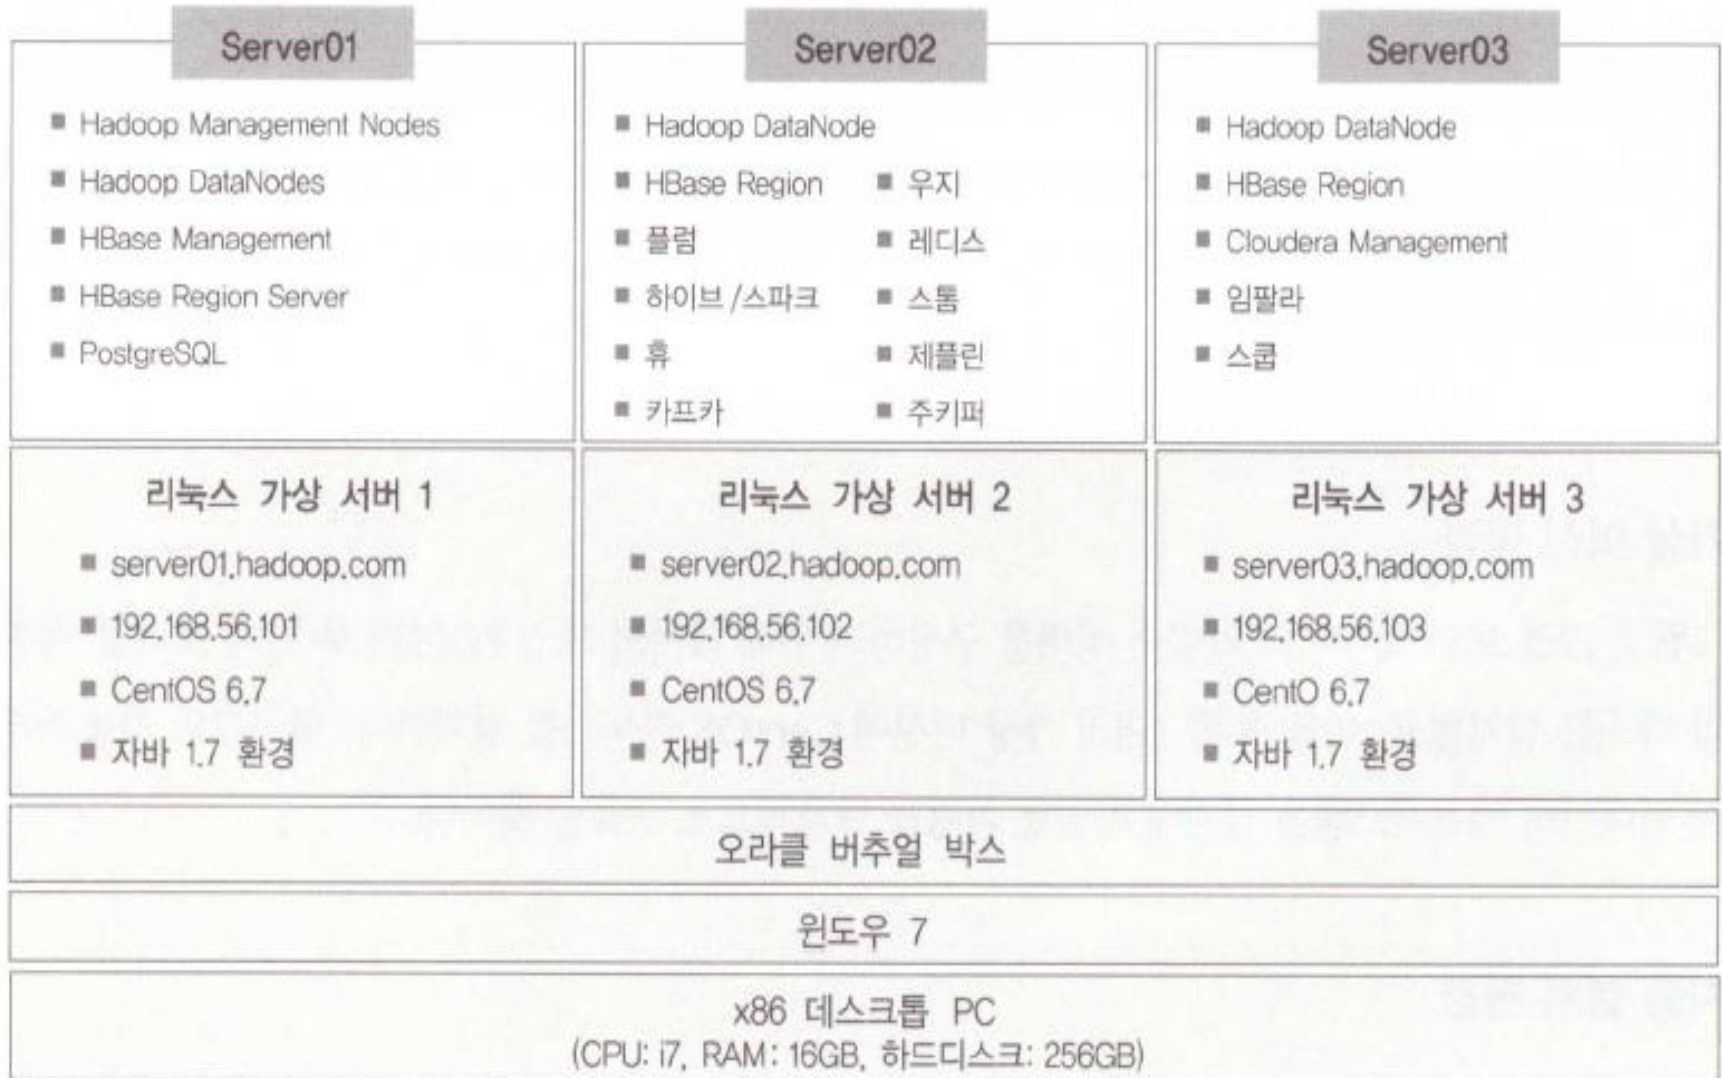 Server01
Hadoop Management Nodes
Hadoop DataNodes
HBase Management
HBase Region Server
PostgreSQL
Server02
Hadoop DataNode
HBase Region
플럼
하이브 /스파크
휴
카프카
우지
레디스
스톰
제플린
주키퍼
Server03
Hadoop DataNode
HBase Region
Cloudera Management
임팔라
스쿱
리눅스 가상 서버 1
server01.hadoop.com
192.168.56.101
CentOS 6.7
자바 1.7 환경
리눅스 가상 서버 2
server02.hadoop.com
192.168.56.102
CentOS 6.7
자바 1.7 환경
리눅스 가상 서버 3
server03.hadoop.com
192.168.56.103
CentO 6.7
자바 1.7 환경
오라클 버추얼 박스
윈도우 7
x86 데스크톱 PC
(CPU: i7, RAM: 16GB, 하드디스크: 256GB)